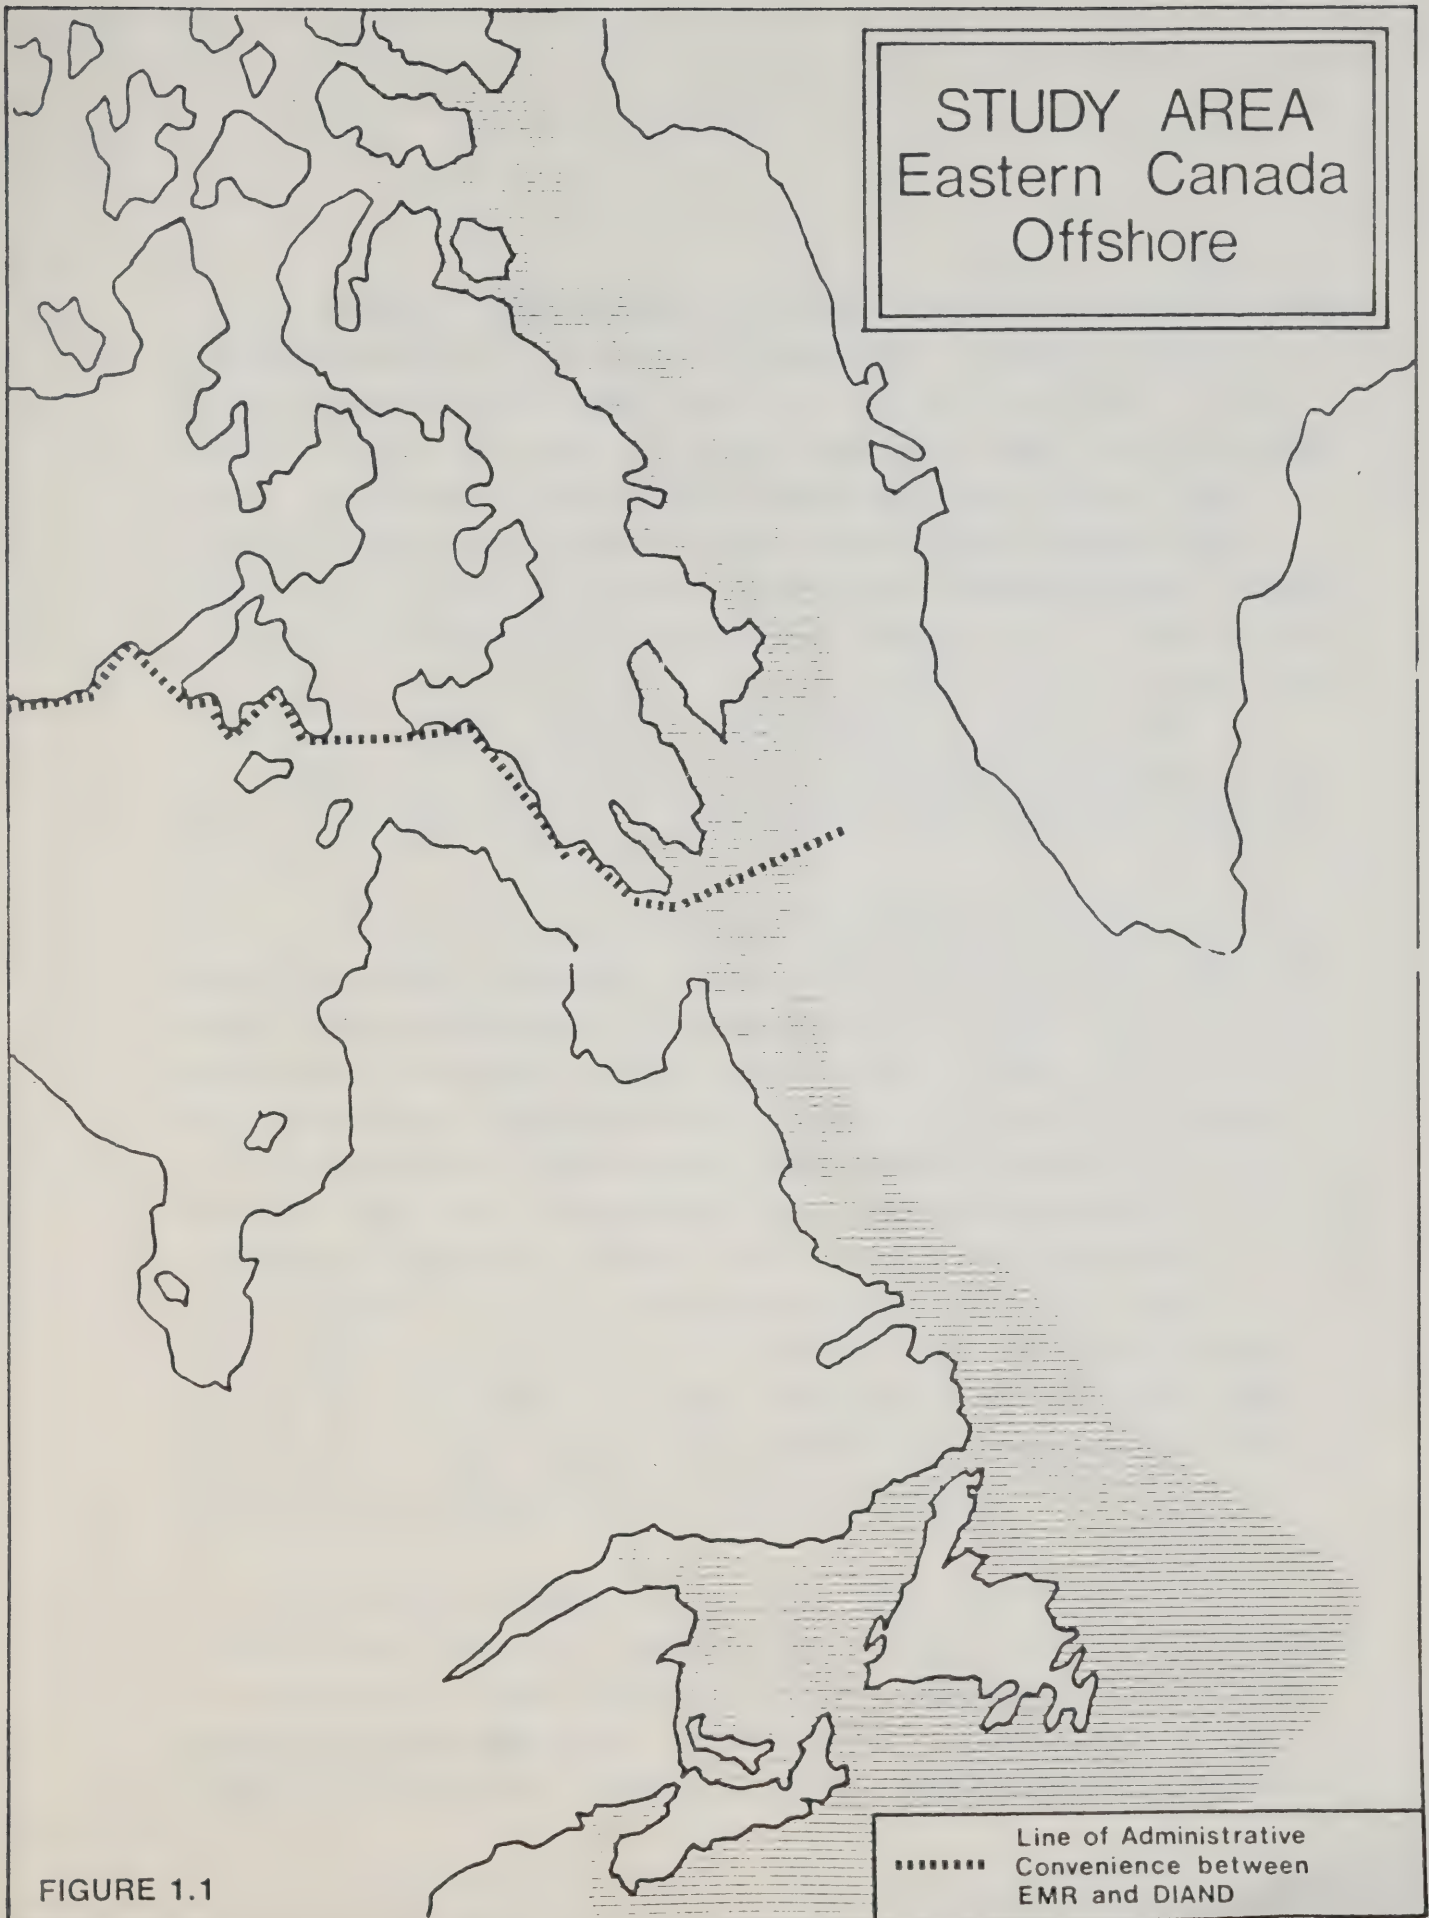 STUDY AREA
Eastern Canada
Offshore
Line of Administrative
Convenience between
EMR and DIAND
FIGURE 1.1